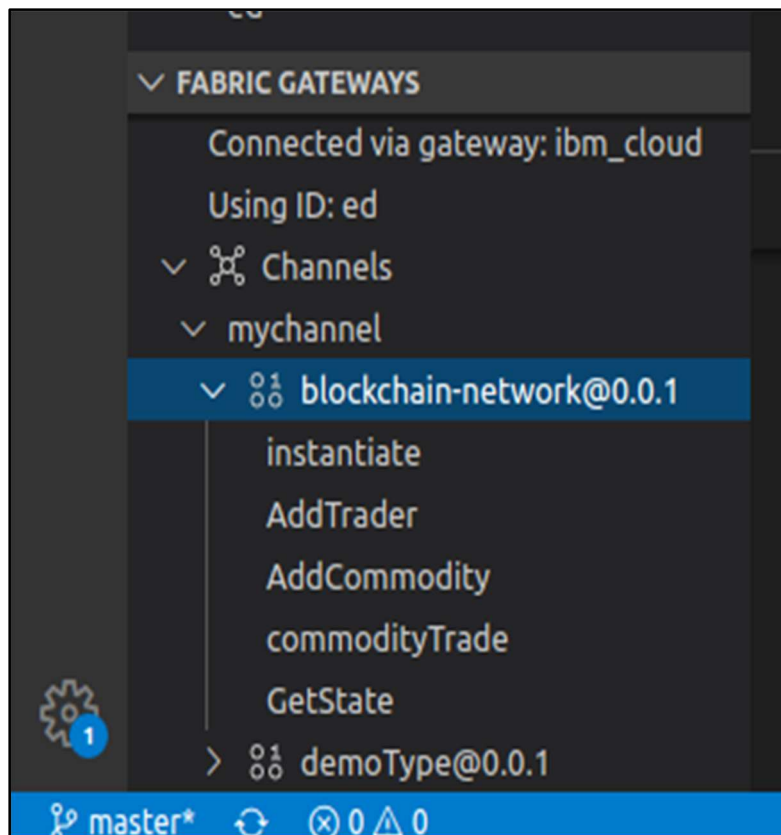 FABRIC GATEWAYS
Connected via gateway: ibm_cloud
Using ID: ed
Channels
mychannel
blockchain-network@0.0.1
instantiate
AddTrader
AddCommodity
commodityTrade
GetState
1
demoType@0.0.1
master* 0 0